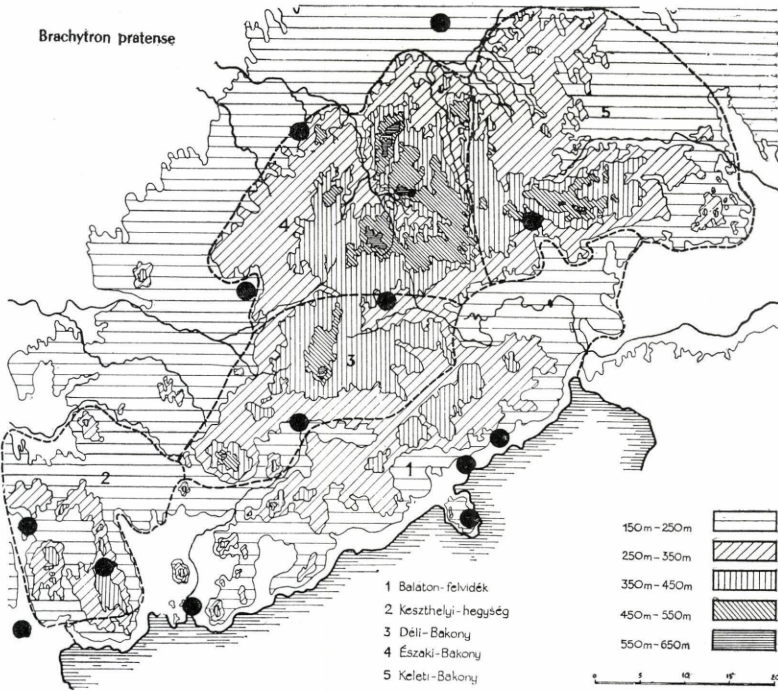 Brachytron pratense
5
4
3
2
1
1 Balaton-felvidék
2 Keszthelyi-hegység
3 Déli-Bakony
4 Északi-Bakony
5 Keleti-Bakony
150m-250m
250m-350m
350m-450m
450m-550m
550m-650m
0 5 10 15 20